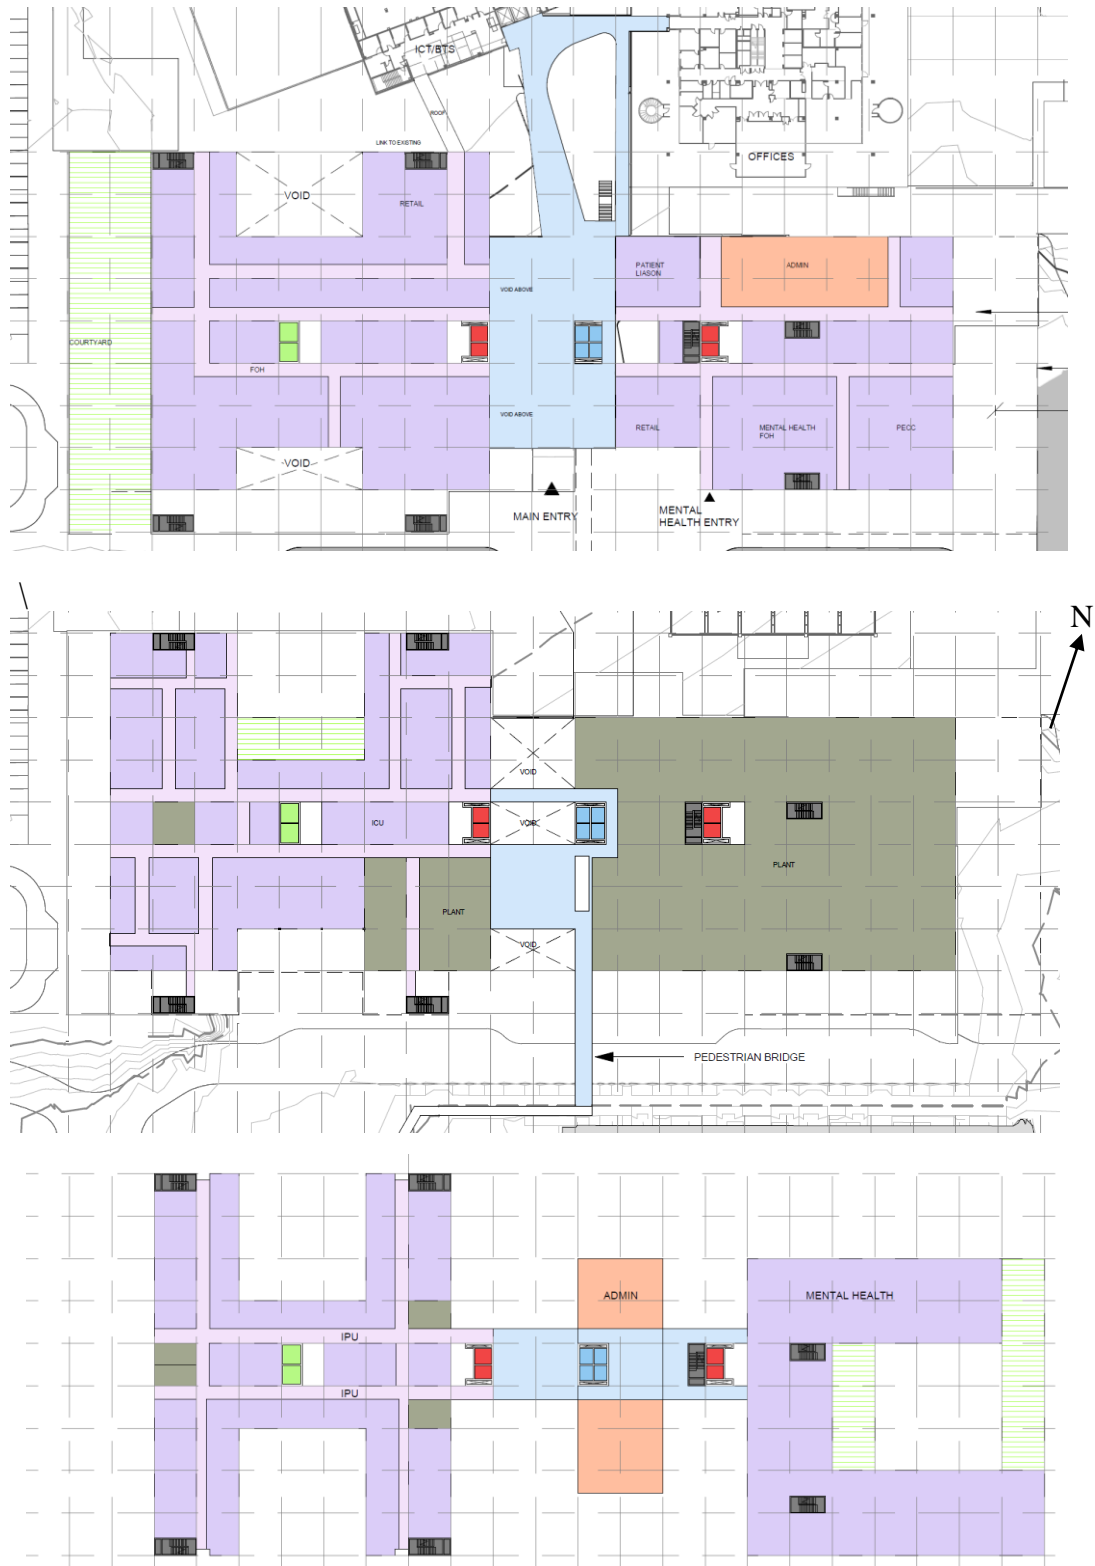 ICT/BTS
ROOF
LINK TO EXISTING
OFFICES
VOID
RETAIL
PATIENT
LIASON
ADMIN
VOID ABOVE
COURTYARD
FOH
VOID ABOVE
RETAIL
MENTAL HEALTH
FOH
PECC
VOID
MAIN ENTRY
MENTAL
HEALTH ENTRY
N
VOID
ICU
VOID
PLANT
PLANT
VOID
PEDESTRIAN BRIDGE
ADMIN
MENTAL HEALTH
IPU
IPU